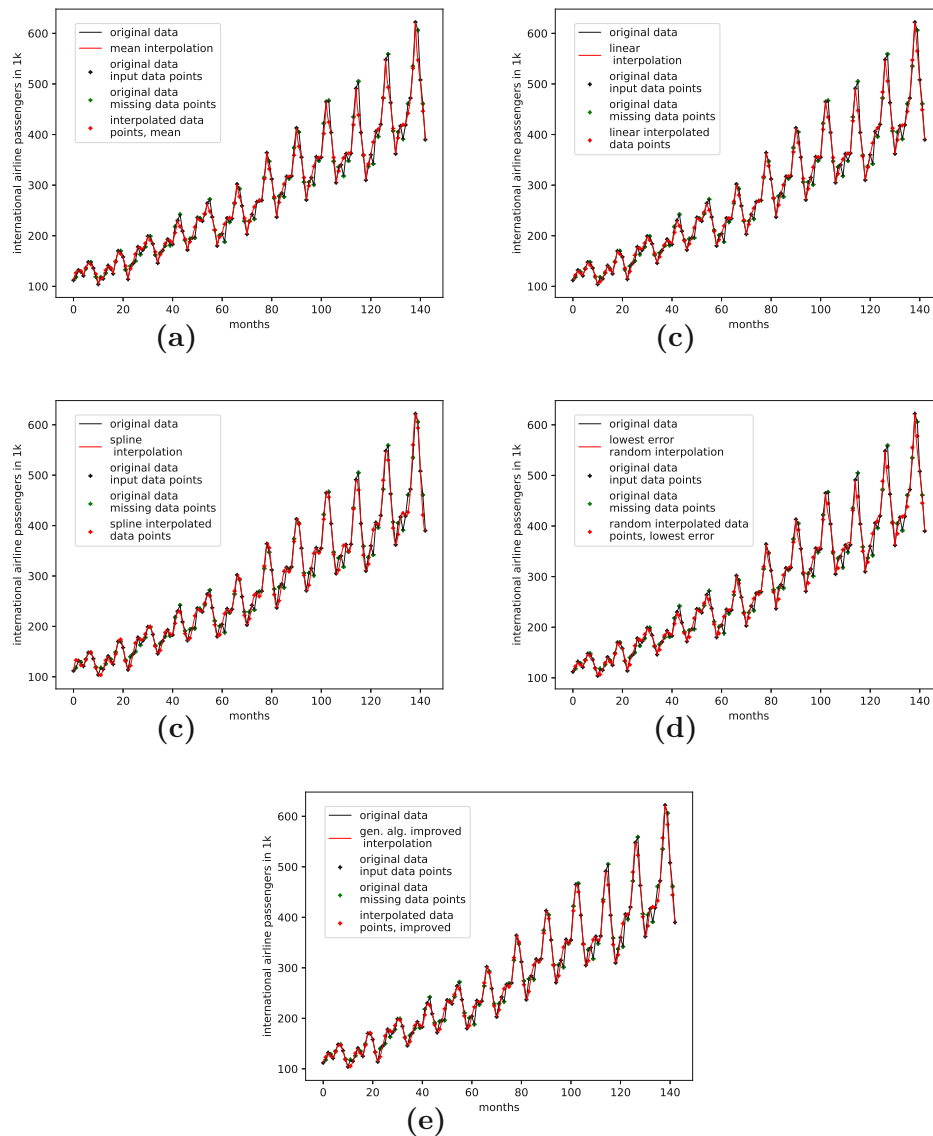 original data
mean interpolation
original data
input data points
original data
missing data points
interpolated data
points, mean
international airline passengers in 1k
600
500
400
300
200
100
0 20 40 60 80 100 120 140
months
(a)
original data
linear
interpolation
original data
input data points
original data
missing data points
linear interpolated
data points
international airline passengers in 1k
600
500
400
300
200
100
0 20 40 60 80 100 120 140
months
(c)
original data
spline
interpolation
original data
input data points
original data
missing data points
spline interpolated
data points
international airline passengers in 1k
600
500
400
300
200
100
0 20 40 60 80 100 120 140
months
(c)
original data
lowest error
random interpolation
original data
input data points
original data
missing data points
random interpolated data
points, lowest error
international airline passengers in 1k
600
500
400
300
200
100
0 20 40 60 80 100 120 140
months
(d)
original data
gen. alg. improved
interpolation
original data
input data points
original data
missing data points
interpolated data
points, improved
international airline passengers in 1k
600
500
400
300
200
100
0 20 40 60 80 100 120 140
months
(e)